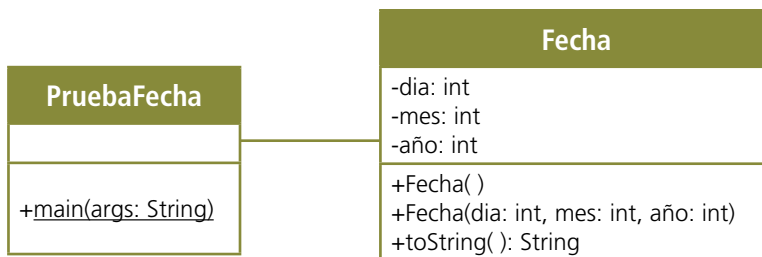 PruebaFecha
+main(args: String)
Fecha
-dia: int
-mes: int
-año: int
+Fecha( )
+Fecha(dia: int, mes: int, año: int)
+toString( ): String